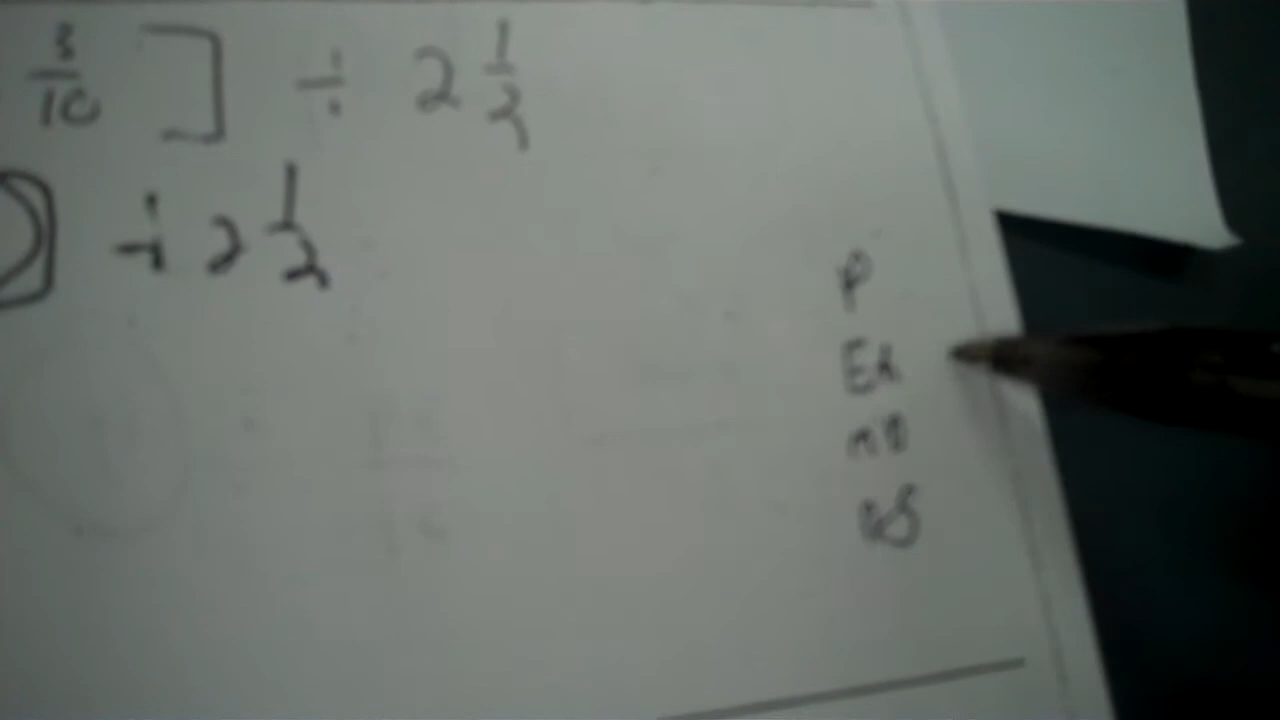 3/10 ] ÷ 2 1/2
) ] ÷ 2 1/2
P
Ex
MD
AS